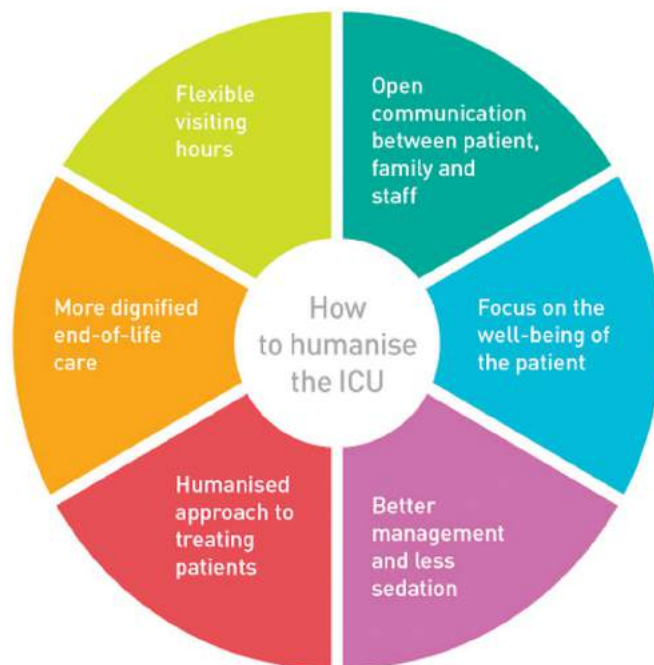 Flexible
visiting
hours
Open
communication
between patient,
family and
staff
More dignified
end-of-life
care
How
to humanise
the ICU
Focus on the
well-being of
the patient
Humanised
approach to
treating
patients
Better
management
and less
sedation